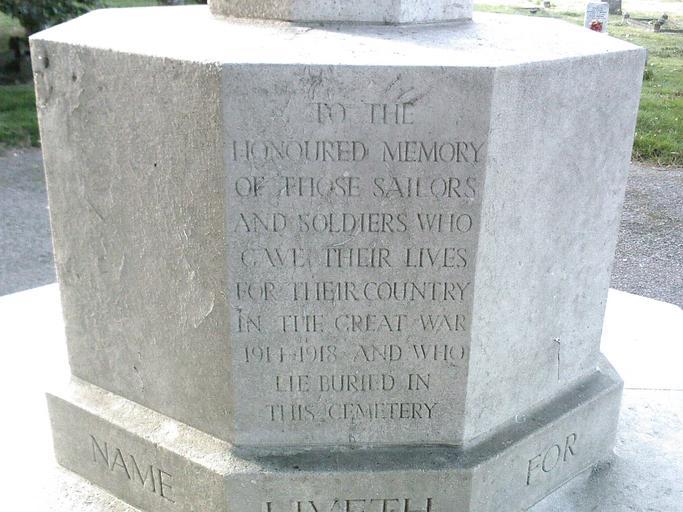 TO THE
HONOURED MEMORY
OF THOSE SAILORS
AND SOLDIERS WHO
GAVE THEIR LIVES
FOR THEIR COUNTRY
IN THE GREAT WAR
1914-1918 AND WHO
LIE BURIED IN
THIS CEMETERY
NAME LIVETH FOR